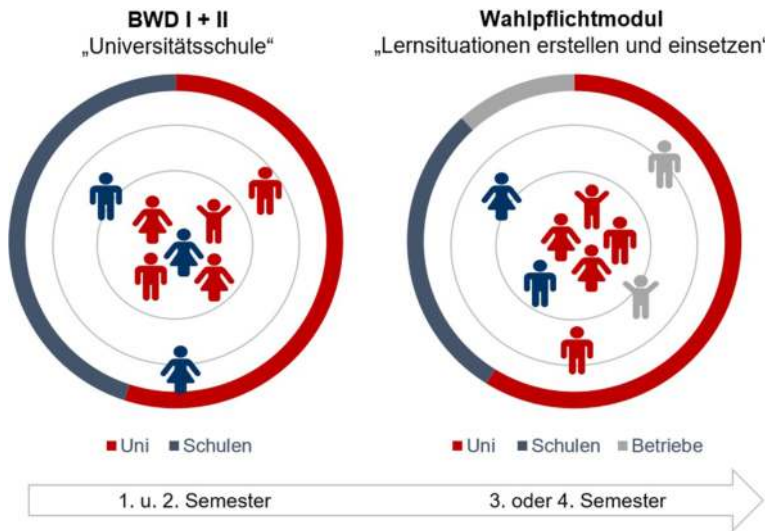 BWD I + II
„Universitätsschule“
Wahlpflichtmodul
„Lernsituationen erstellen und einsetzen“
Uni Schulen
Uni Schulen Betriebe
1. u. 2. Semester
3. oder 4. Semester